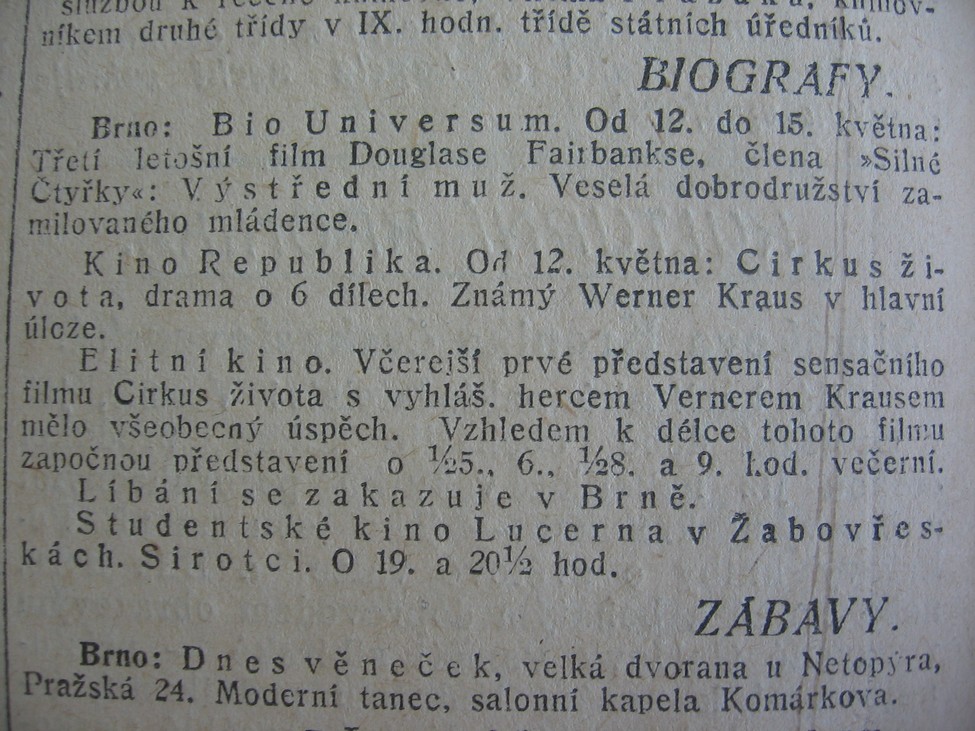 níkem druhé třídy v IX. hodn. třídě státních úředníků.
BIOGRAFY.
Brno: Bio Universum. Od 12. do 15. května:
Třetí letošní film Douglase Fairbankse, člena »Silné
Čtyřky«: Výstřední muž. Veselá dobrodružství za-
milovaného mládence.
Kino Republika. Od 12. května: Cirkus ži-
vota, drama o 6 dílech. Známý Werner Kraus v hlavní
úloze.
Elitní kino. Včerejší prvé představení sensačního
filmu Cirkus života s vyhláš. hercem Vernerem Krausem
mělo všeobecný úspěch. Vzhledem k délce tohoto filmu
započnou představení o ½5., 6., ½8. a 9. hod. večerní.
Líbání se zakazuje v Brně.
Studentské kino Lucerna v Žabovřes-
kách. Sirotci. O 19. a 20½ hod.
ZÁBAVY.
Brno: Dnes věneček, velká dvorana u Netopýra,
Pražská 24. Moderní tanec, salonní kapela Komárkova.